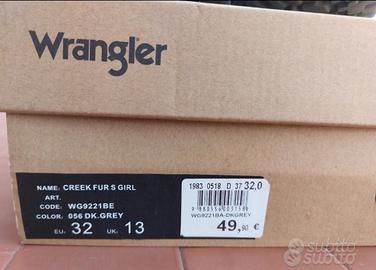 Wrangler
NAME: CREEK FUR S GIRL
ART.
CODE: WG9221BE
COLOR: 056 DK.GREY
EU: 32 UK: 13
1983 0518 D 37 32,0
WG9221BA-DKGREY
49,90 €
subito
subito